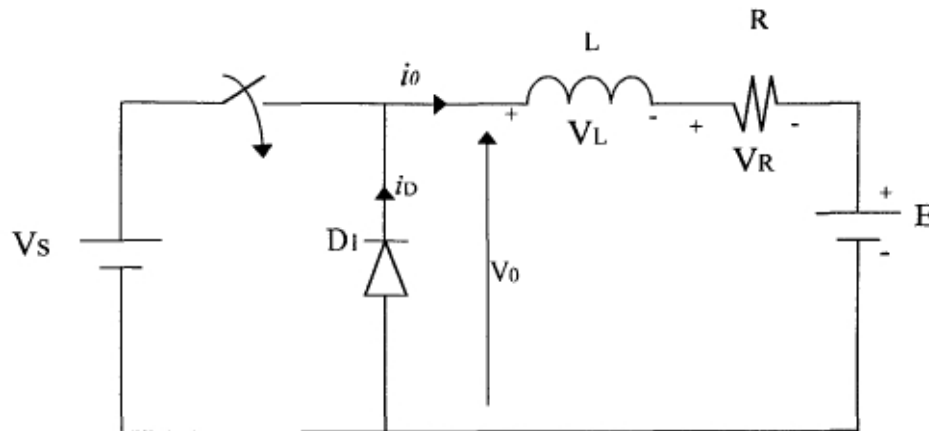 L
R
i0
+
-
+
-
VL
VR
iD
+
E
VS
D1
V0
-